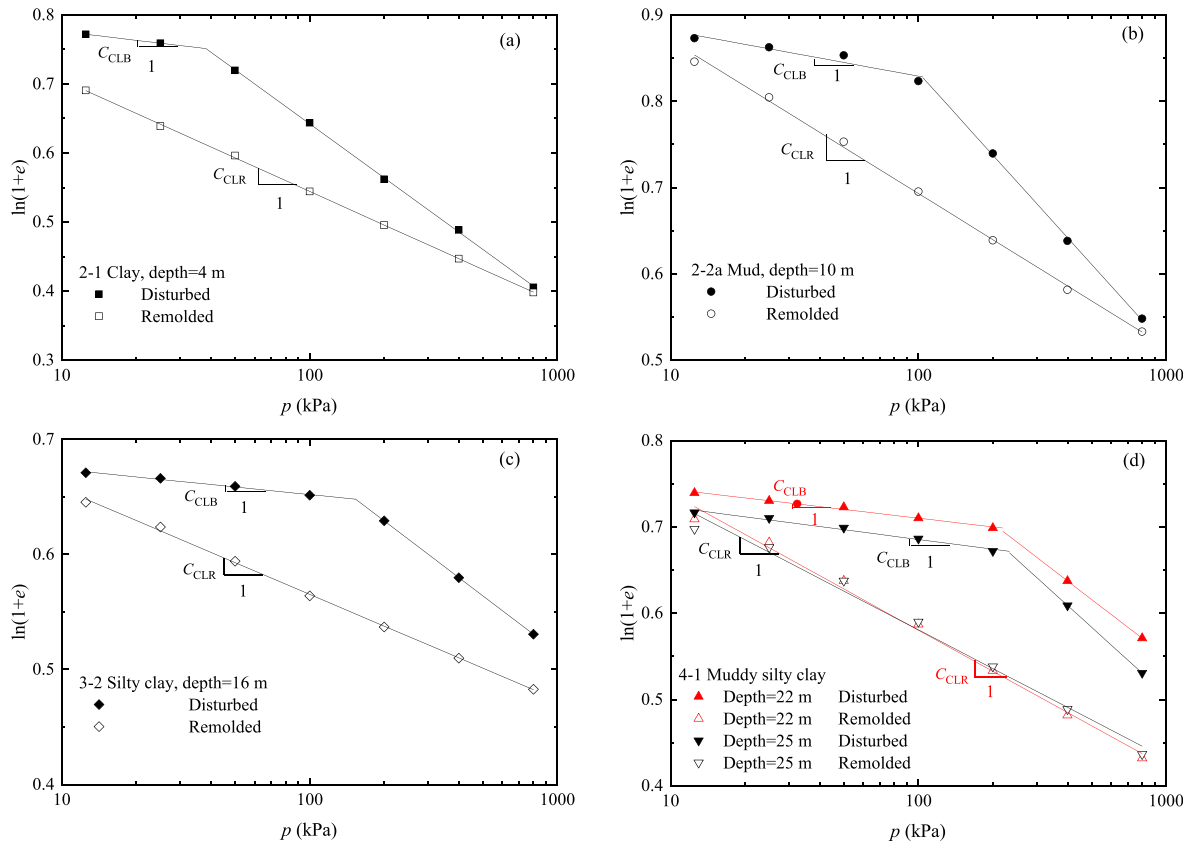 (a)
0.8
0.7
0.6
0.5
0.4
0.3
ln(1+e)
C_CLB
1
C_CLR
1
2-1 Clay, depth=4 m
Disturbed
Remolded
10
100
1000
p (kPa)
(b)
1.0
0.9
0.8
0.7
0.6
0.5
ln(1+e)
C_CLB
1
C_CLR
1
2-2a Mud, depth=10 m
Disturbed
Remolded
10
100
1000
p (kPa)
(c)
0.7
0.6
0.5
0.4
ln(1+e)
C_CLB
1
C_CLR
1
3-2 Silty clay, depth=16 m
Disturbed
Remolded
10
100
1000
p (kPa)
(d)
0.8
0.7
0.6
0.5
0.4
ln(1+e)
C_CLB
1
C_CLR
1
C_CLB
1
C_CLR
1
4-1 Muddy silty clay
Depth=22 m Disturbed
Depth=22 m Remolded
Depth=25 m Disturbed
Depth=25 m Remolded
10
100
1000
p (kPa)